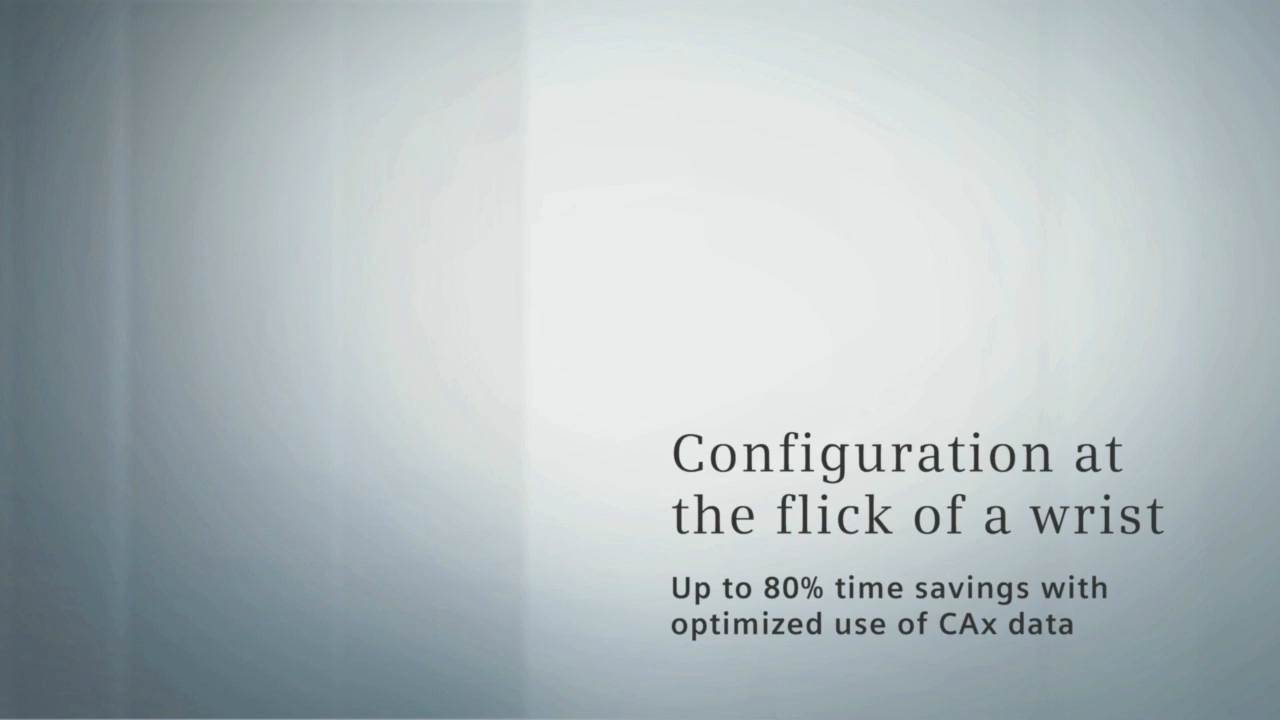 Configuration at
the flick of a wrist
Up to 80% time savings with
optimized use of CAx data